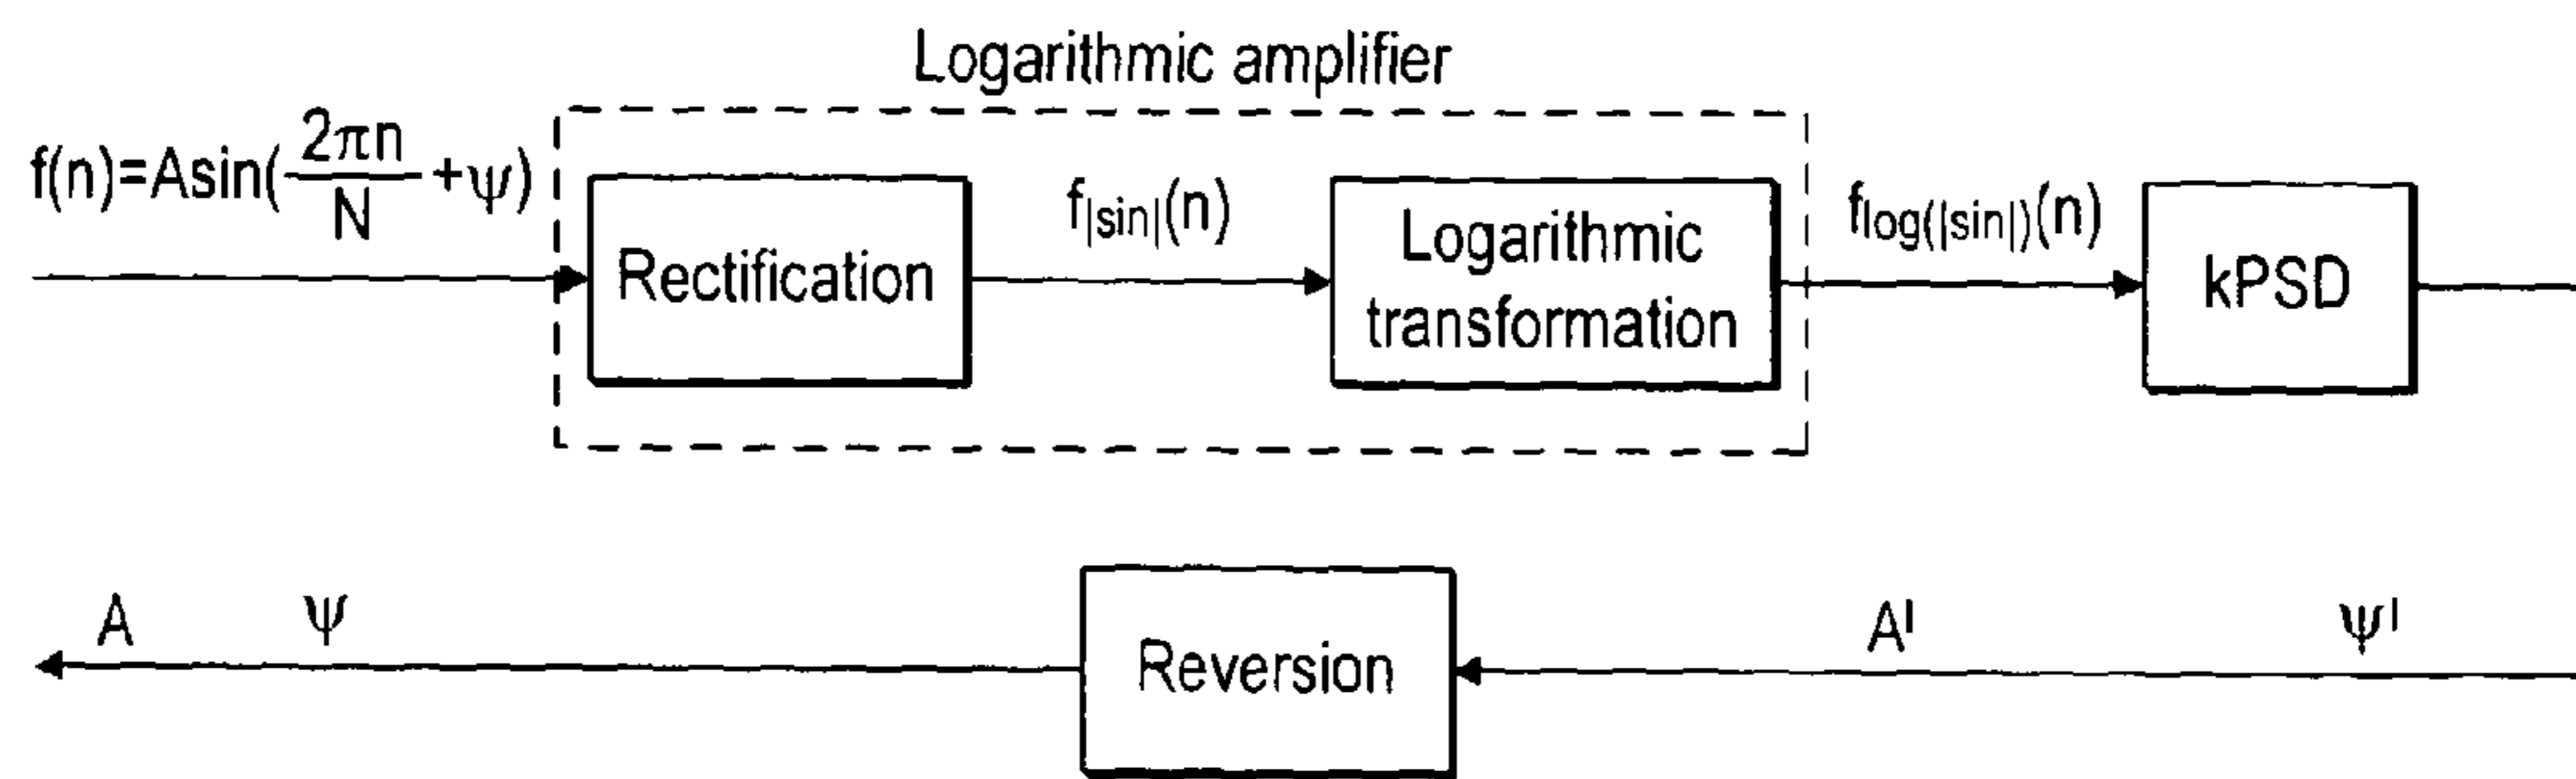 Logarithmic amplifier
f(n)=Asin(2πn/N+ψ)
Rectification
f|sin|(n)
Logarithmic
transformation
flog(|sin|)(n)
kPSD
A ψ
Reversion
A' ψ'